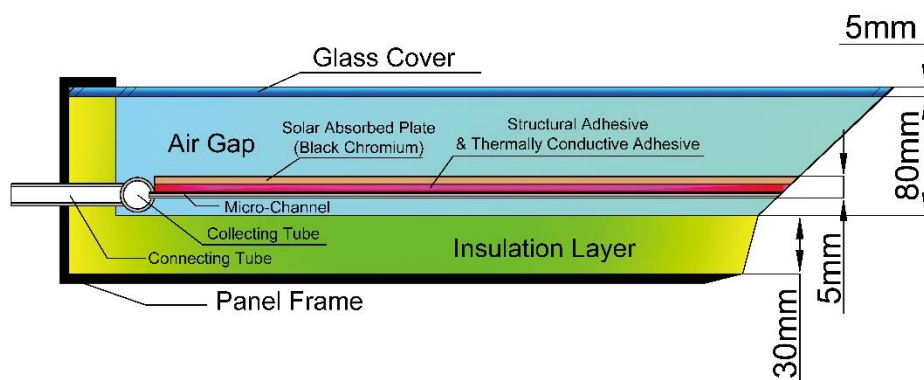 5mm
Glass Cover
Solar Absorbed Plate
(Black Chromium)
Structural Adhesive
& Thermally Conductive Adhesive
Air Gap
80mm
Micro-Channel
Collecting Tube
Connecting Tube
Insulation Layer
5mm
Panel Frame
30mm